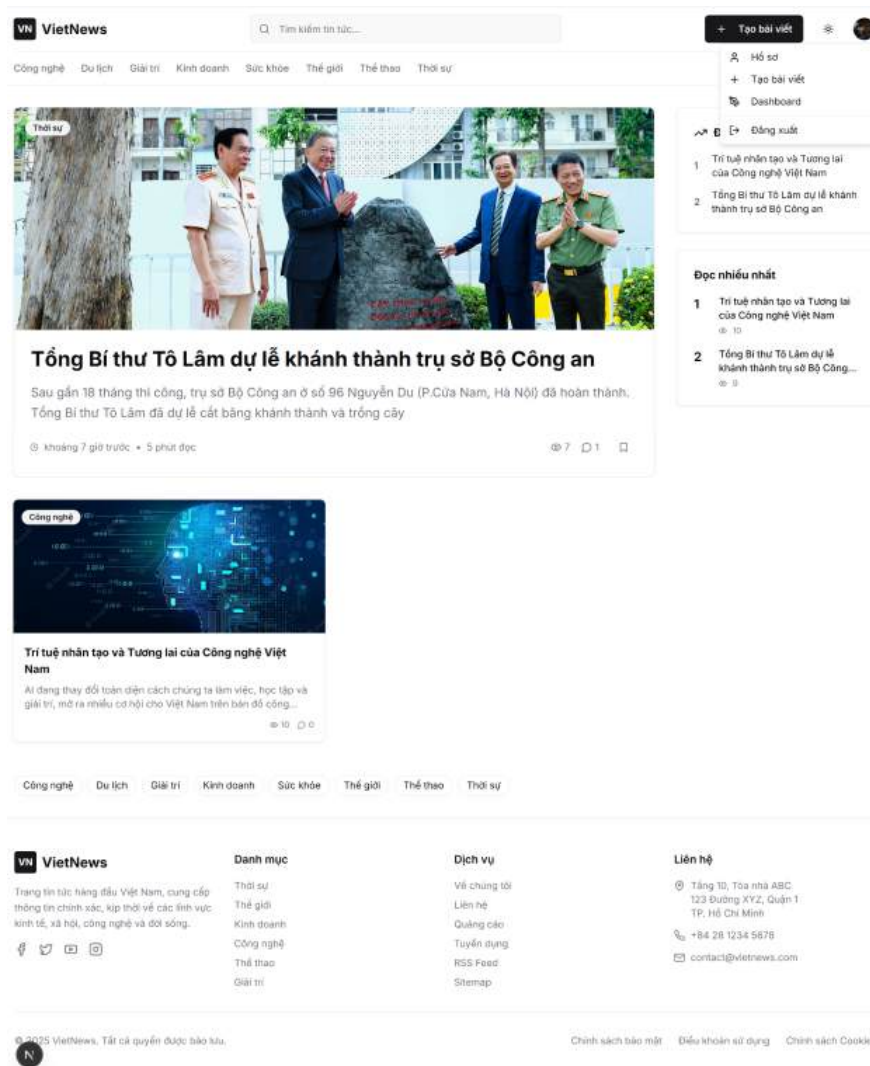 VN VietNews
Tìm kiếm tin tức...
+ Tạo bài viết
Công nghệ Du lịch Giải trí Kinh doanh Sức khỏe Thế giới Thể thao Thời sự
Hồ sơ
+ Tạo bài viết
Dashboard
Đăng xuất
Thời sự
Tổng Bí thư Tô Lâm dự lễ khánh thành trụ sở Bộ Công an
Sau gần 18 tháng thi công, trụ sở Bộ Công an ở số 96 Nguyễn Du (P.Cửa Nam, Hà Nội) đã hoàn thành.
Tổng Bí thư Tô Lâm đã dự lễ cắt băng khánh thành và trồng cây
khoảng 7 giờ trước • 5 phút đọc
7 1
1 Trí tuệ nhân tạo và Tương lai
của Công nghệ Việt Nam
2 Tổng Bí thư Tô Lâm dự lễ khánh
thành trụ sở Bộ Công an
Đọc nhiều nhất
1 Trí tuệ nhân tạo và Tương lai
của Công nghệ Việt Nam
10
2 Tổng Bí thư Tô Lâm dự lễ
khánh thành trụ sở Bộ Công...
9
Công nghệ
Trí tuệ nhân tạo và Tương lai của Công nghệ Việt
Nam
AI đang thay đổi toàn diện cách chúng ta làm việc, học tập và
giải trí, mở ra nhiều cơ hội cho Việt Nam trên bản đồ công...
10 0
Công nghệ Du lịch Giải trí Kinh doanh Sức khỏe Thế giới Thể thao Thời sự
VN VietNews
Trang tin tức hàng đầu Việt Nam, cung cấp
thông tin chính xác, kịp thời về các lĩnh vực
kinh tế, xã hội, công nghệ và đời sống.
Danh mục
Thời sự
Thế giới
Kinh doanh
Công nghệ
Thể thao
Giải trí
Dịch vụ
Về chúng tôi
Liên hệ
Quảng cáo
Tuyển dụng
RSS Feed
Sitemap
Liên hệ
Tầng 10, Tòa nhà ABC
123 Đường XYZ, Quận 1
TP. Hồ Chí Minh
+84 28 1234 5678
contact@vietnews.com
© 2025 VietNews. Tất cả quyền được bảo lưu.
Chính sách bảo mật Điều khoản sử dụng Chính sách Cookie
N